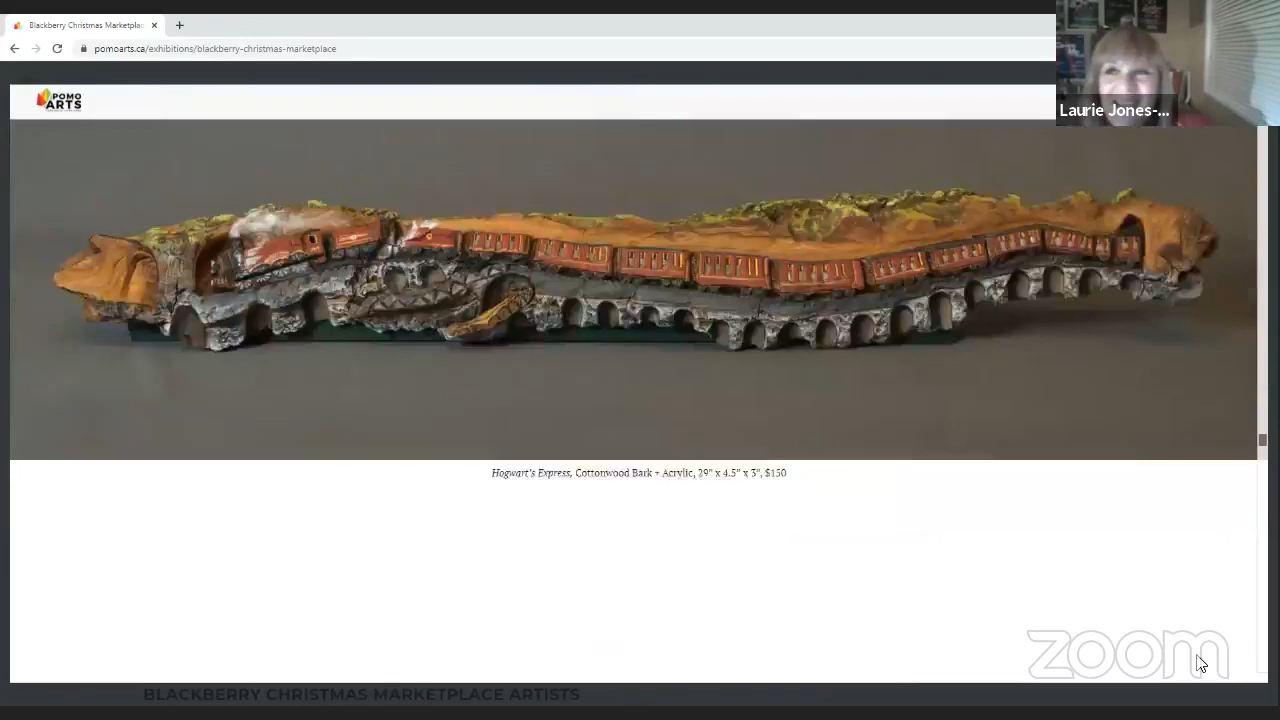 Blackberry Christmas Marketplac
pomoarts.ca/exhibitions/blackberry-christmas-marketplace
POMO
ARTS
Laurie Jones-...
Hogwart's Express, Cottonwood Bark + Acrylic, 29" x 4.5" x 3", $150
zoom
BLACKBERRY CHRISTMAS MARKETPLACE ARTISTS